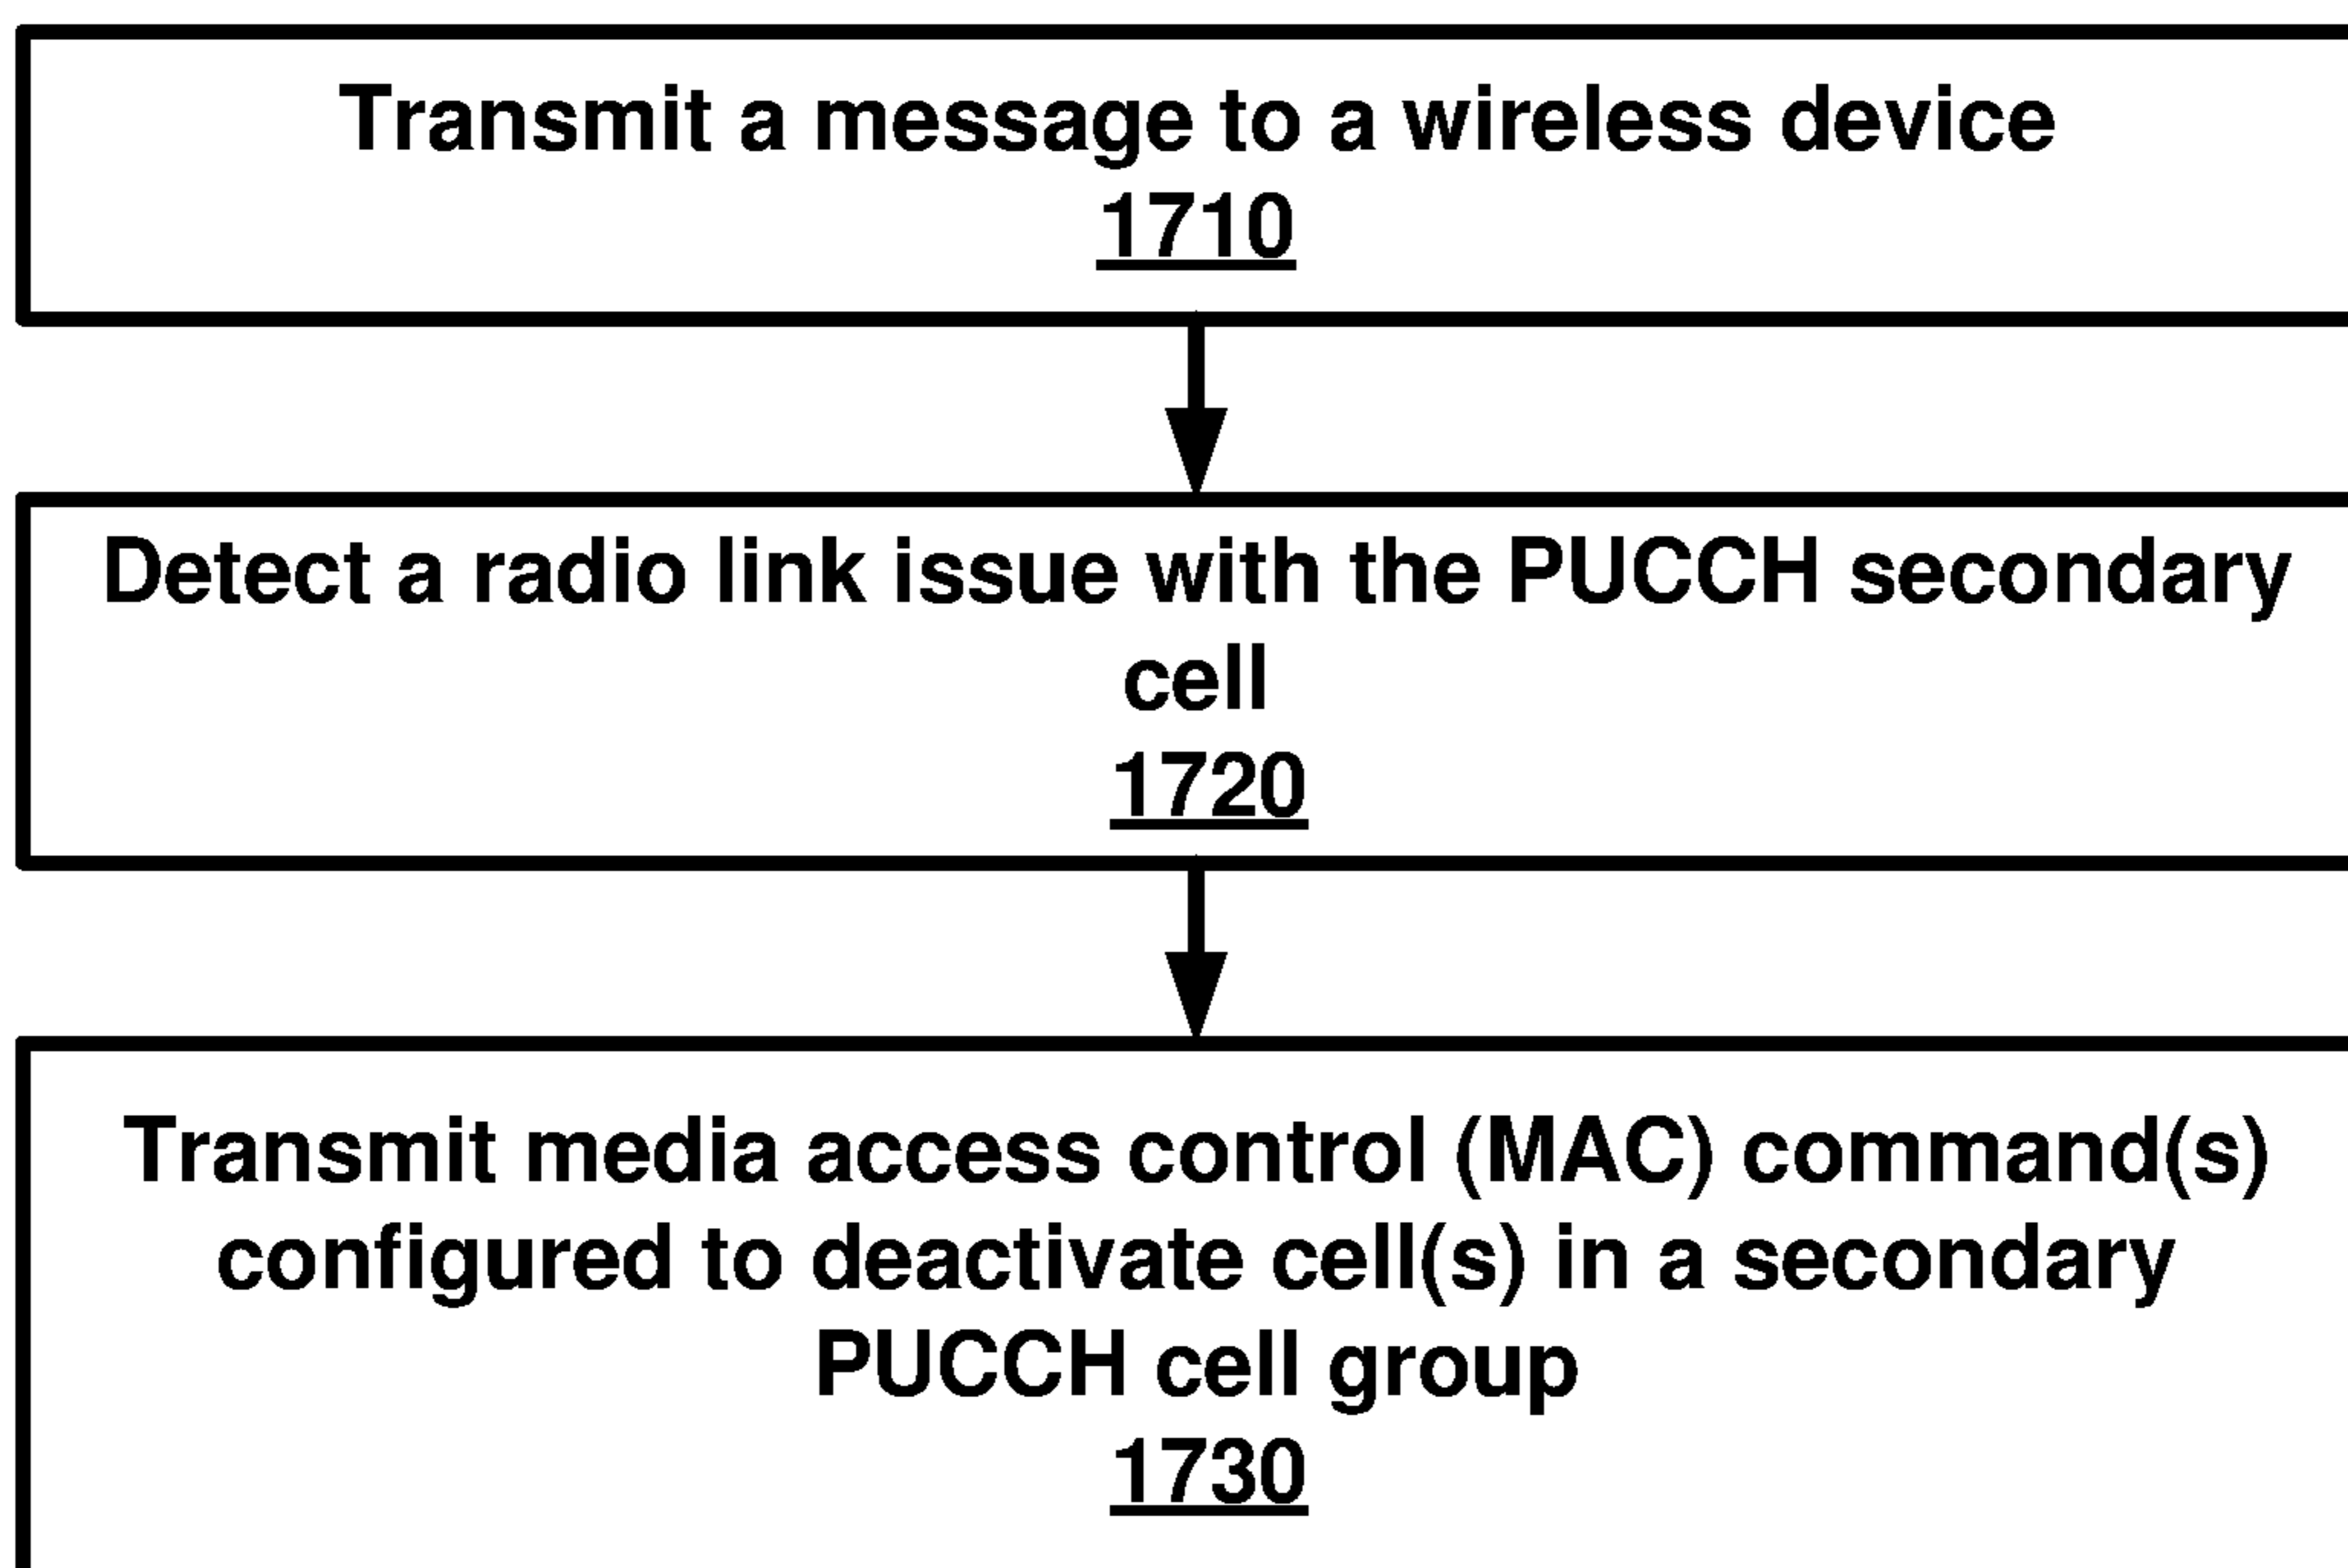 Transmit a message to a wireless device
1710
Detect a radio link issue with the PUCCH secondary
cell
1720
Transmit media access control (MAC) command(s)
configured to deactivate cell(s) in a secondary
PUCCH cell group
1730